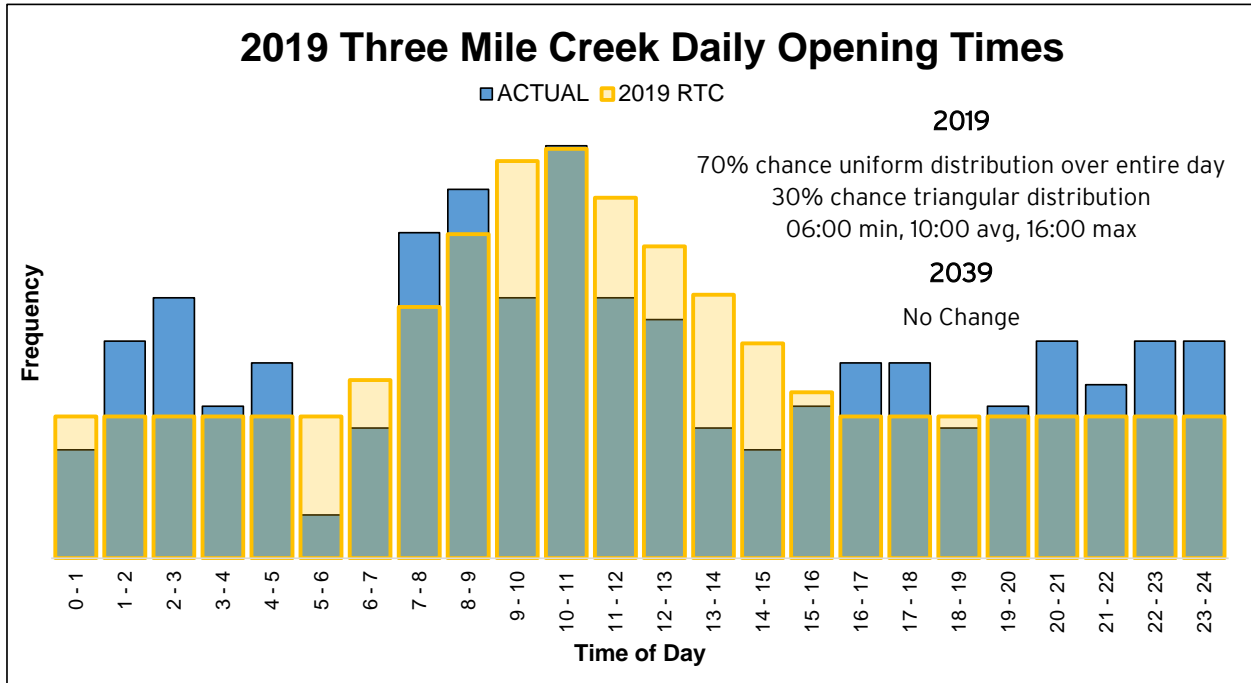 2019 Three Mile Creek Daily Opening Times
ACTUAL 2019 RTC
2019
70% chance uniform distribution over entire day
30% chance triangular distribution
06:00 min, 10:00 avg, 16:00 max
2039
No Change
Frequency
0 - 1
1 - 2
2 - 3
3 - 4
4 - 5
5 - 6
6 - 7
7 - 8
8 - 9
9 - 10
10 - 11
11 - 12
12 - 13
13 - 14
14 - 15
15 - 16
16 - 17
17 - 18
18 - 19
19 - 20
20 - 21
21 - 22
22 - 23
23 - 24
Time of Day